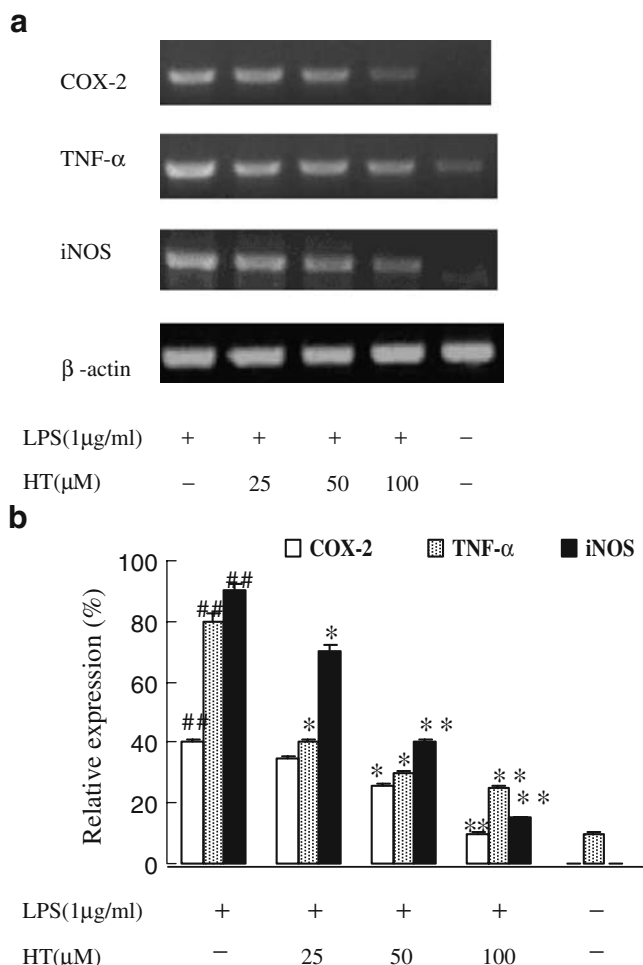 a
COX-2
TNF-α
iNOS
β -actin
LPS(1μg/ml) + + + + −
HT(μM) − 25 50 100 −
b
COX-2 TNF-α iNOS
Relative expression (%)
100
80
60
40
20
0
## ## ##
* *
* * * *
** * * * *
LPS(1μg/ml) + + + + −
HT(μM) − 25 50 100 −